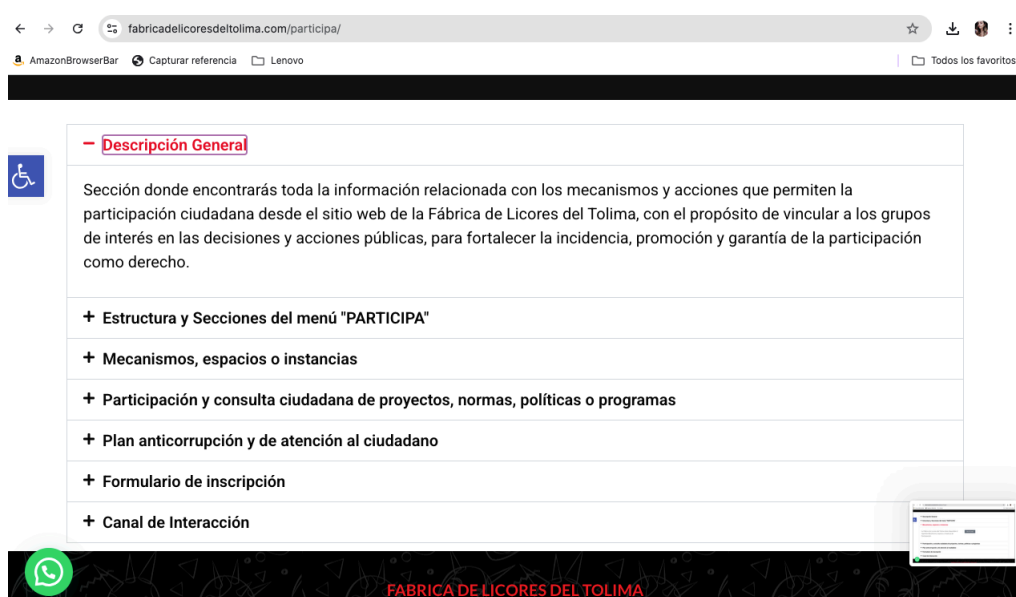 fabricadelicoresdeltolima.com/participa/
AmazonBrowserBar Capturar referencia Lenovo Todos los favoritos
− Descripción General
Sección donde encontrarás toda la información relacionada con los mecanismos y acciones que permiten la
participación ciudadana desde el sitio web de la Fábrica de Licores del Tolima, con el propósito de vincular a los grupos
de interés en las decisiones y acciones públicas, para fortalecer la incidencia, promoción y garantía de la participación
como derecho.
+ Estructura y Secciones del menú "PARTICIPA"
+ Mecanismos, espacios o instancias
+ Participación y consulta ciudadana de proyectos, normas, políticas o programas
+ Plan anticorrupción y de atención al ciudadano
+ Formulario de inscripción
+ Canal de Interacción
FABRICA DE LICORES DEL TOLIMA